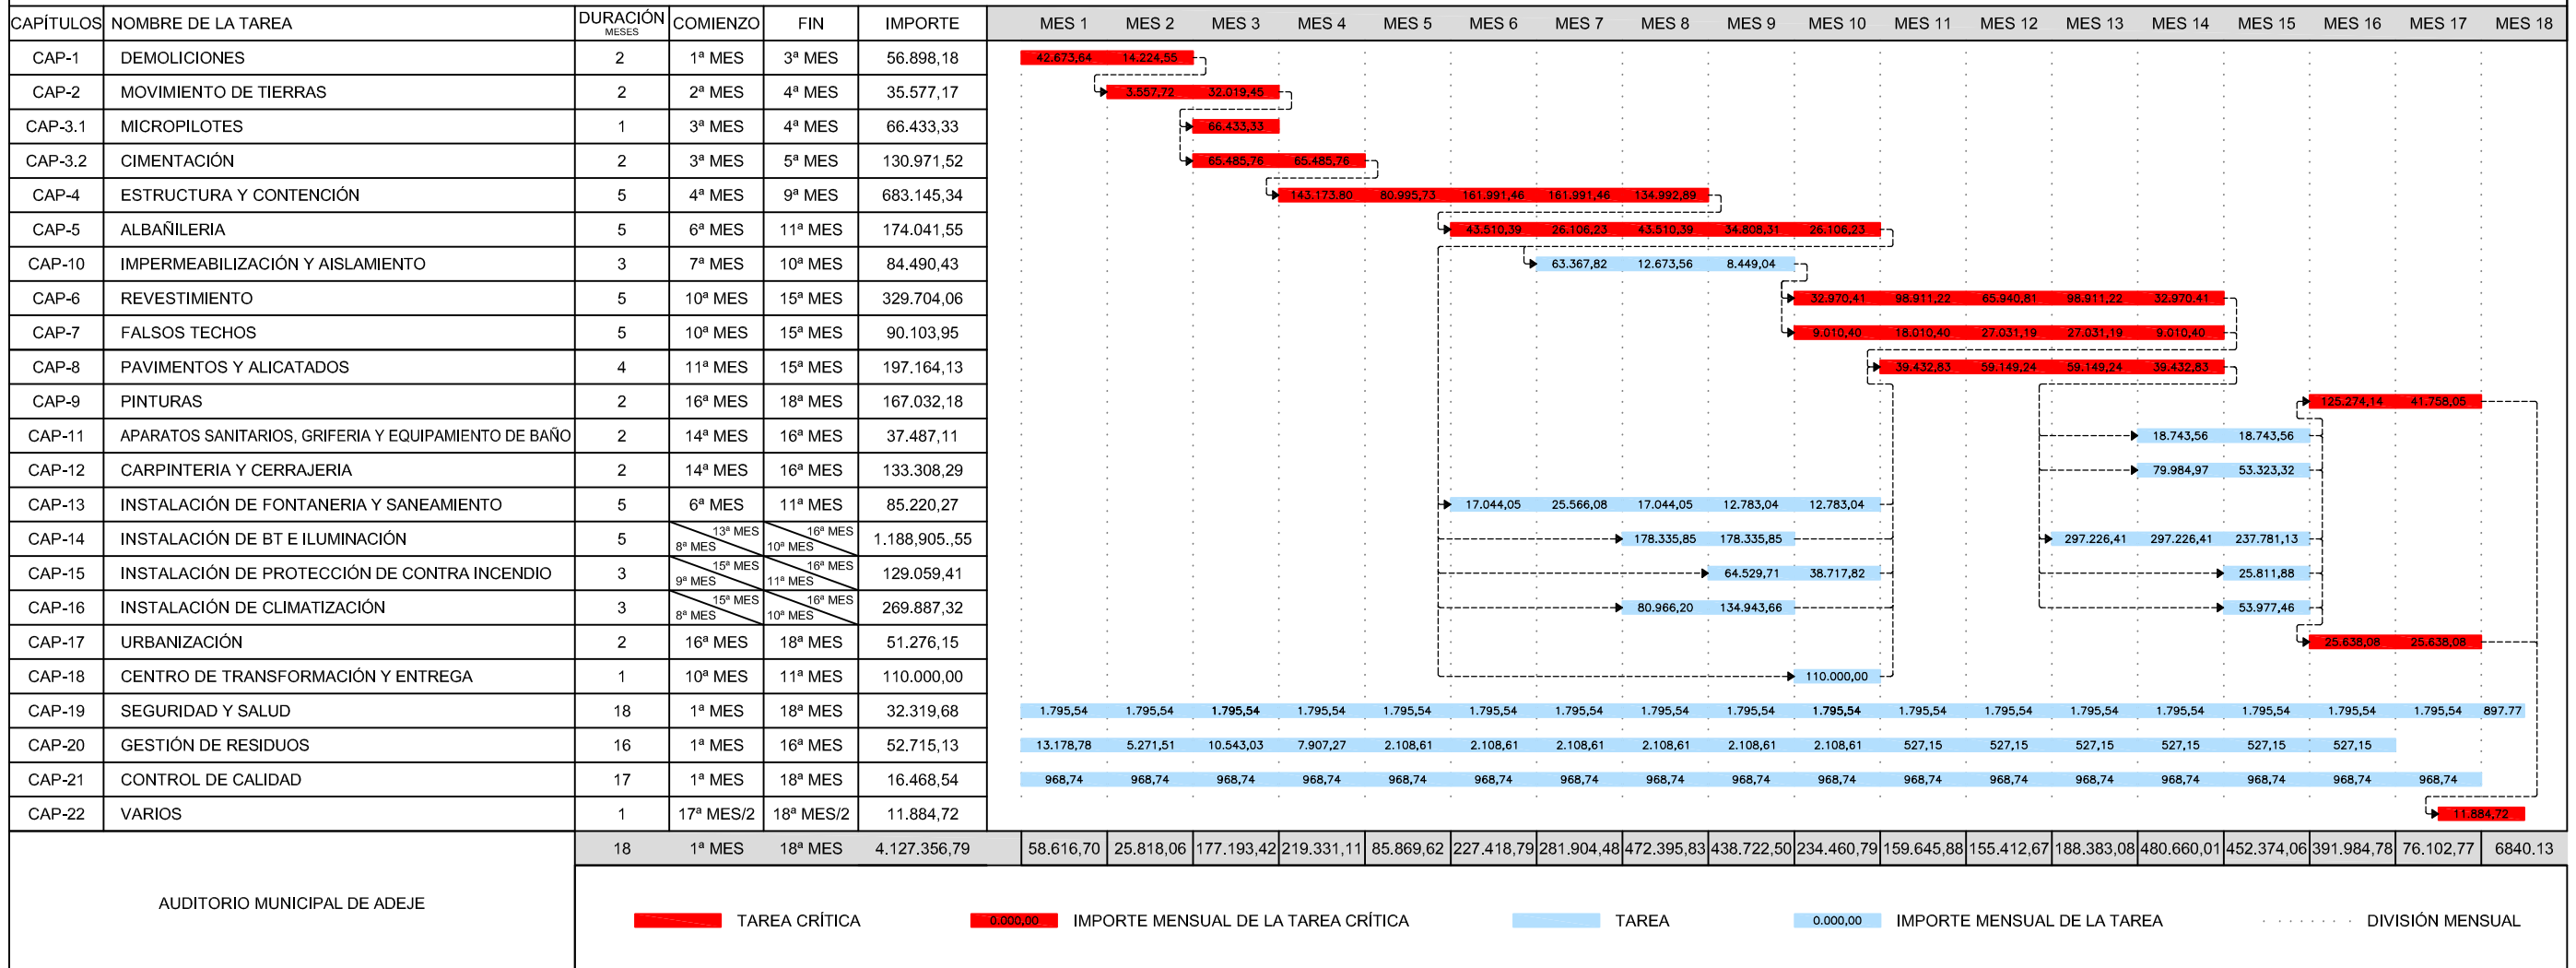 CAPÍTULOS NOMBRE DE LA TAREA DURACIÓN MESES COMIENZO FIN IMPORTE MES 1 MES 2 MES 3 MES 4 MES 5 MES 6 MES 7 MES 8 MES 9 MES 10 MES 11 MES 12 MES 13 MES 14 MES 15 MES 16 MES 17 MES 18
CAP-1 DEMOLICIONES 2 1ª MES 3ª MES 56.898,18 42.673,64 14.224,55
CAP-2 MOVIMIENTO DE TIERRAS 2 2ª MES 4ª MES 35.577,17 3.557,72 32.019,45
CAP-3.1 MICROPILOTES 1 3ª MES 4ª MES 66.433,33 66.433,33
CAP-3.2 CIMENTACIÓN 2 3ª MES 5ª MES 130.971,52 65.485,76 65.485,76
CAP-4 ESTRUCTURA Y CONTENCIÓN 5 4ª MES 9ª MES 683.145,34 143.173,80 80.995,73 161.991,46 161.991,46 134.992,89
CAP-5 ALBAÑILERIA 5 6ª MES 11ª MES 174.041,55 43.510,39 26.106,23 43.510,39 34.808,31 26.106,23
CAP-10 IMPERMEABILIZACIÓN Y AISLAMIENTO 3 7ª MES 10ª MES 84.490,43 63.367,82 12.673,56 8.449,04
CAP-6 REVESTIMIENTO 5 10ª MES 15ª MES 329.704,06 32.970,41 98.911,22 65.940,81 98.911,22 32.970.41
CAP-7 FALSOS TECHOS 5 10ª MES 15ª MES 90.103,95 9.010,40 18.010,40 27.031,19 27.031,19 9.010,40
CAP-8 PAVIMENTOS Y ALICATADOS 4 11ª MES 15ª MES 197.164,13 39.432,83 59.149,24 59.149,24 39.432,83
CAP-9 PINTURAS 2 16ª MES 18ª MES 167.032,18 125.274,14 41.758,05
CAP-11 APARATOS SANITARIOS, GRIFERIA Y EQUIPAMIENTO DE BAÑO 2 14ª MES 16ª MES 37.487,11 18.743,56 18.743,56
CAP-12 CARPINTERIA Y CERRAJERIA 2 14ª MES 16ª MES 133.308,29 79.984,97 53.323,32
CAP-13 INSTALACIÓN DE FONTANERIA Y SANEAMIENTO 5 6ª MES 11ª MES 85.220,27 17.044,05 25.566,08 17.044,05 12.783,04 12.783,04
CAP-14 INSTALACIÓN DE BT E ILUMINACIÓN 5 8ª MES 13ª MES 10ª MES 16ª MES 1.188,905.,55 178.335,85 178.335,85 297.226,41 297.226,41 237.781,13
CAP-15 INSTALACIÓN DE PROTECCIÓN DE CONTRA INCENDIO 3 9ª MES 15ª MES 11ª MES 16ª MES 129.059,41 64.529,71 38.717,82 25.811,88
CAP-16 INSTALACIÓN DE CLIMATIZACIÓN 3 8ª MES 15ª MES 10ª MES 16ª MES 269.887,32 80.966,20 134.943,66 53.977,46
CAP-17 URBANIZACIÓN 2 16ª MES 18ª MES 51.276,15 25.638,08 25.638,08
CAP-18 CENTRO DE TRANSFORMACIÓN Y ENTREGA 1 10ª MES 11ª MES 110.000,00 110.000,00
CAP-19 SEGURIDAD Y SALUD 18 1ª MES 18ª MES 32.319,68 1.795,54 1.795,54 1.795,54 1.795,54 1.795,54 1.795,54 1.795,54 1.795,54 1.795,54 1.795,54 1.795,54 1.795,54 1.795,54 1.795,54 1.795,54 1.795,54 1.795,54 897.77
CAP-20 GESTIÓN DE RESIDUOS 16 1ª MES 16ª MES 52.715,13 13.178,78 5.271,51 10.543,03 7.907,27 2.108,61 2.108,61 2.108,61 2.108,61 2.108,61 2.108,61 527,15 527,15 527,15 527,15 527,15 527,15
CAP-21 CONTROL DE CALIDAD 17 1ª MES 18ª MES 16.468,54 968,74 968,74 968,74 968,74 968,74 968,74 968,74 968,74 968,74 968,74 968,74 968,74 968,74 968,74 968,74 968,74 968,74
CAP-22 VARIOS 1 17ª MES/2 18ª MES/2 11.884,72 11.884,72
18 1ª MES 18ª MES 4.127.356,79 58.616,70 25.818,06 177.193,42 219.331,11 85.869,62 227.418,79 281.904,48 472.395,83 438.722,50 234.460,79 159.645,88 155.412,67 188.383,08 480.660,01 452.374,06 391.984,78 76.102,77 6840.13
AUDITORIO MUNICIPAL DE ADEJE
TAREA CRÍTICA 0.000,00 IMPORTE MENSUAL DE LA TAREA CRÍTICA TAREA 0.000,00 IMPORTE MENSUAL DE LA TAREA DIVISIÓN MENSUAL